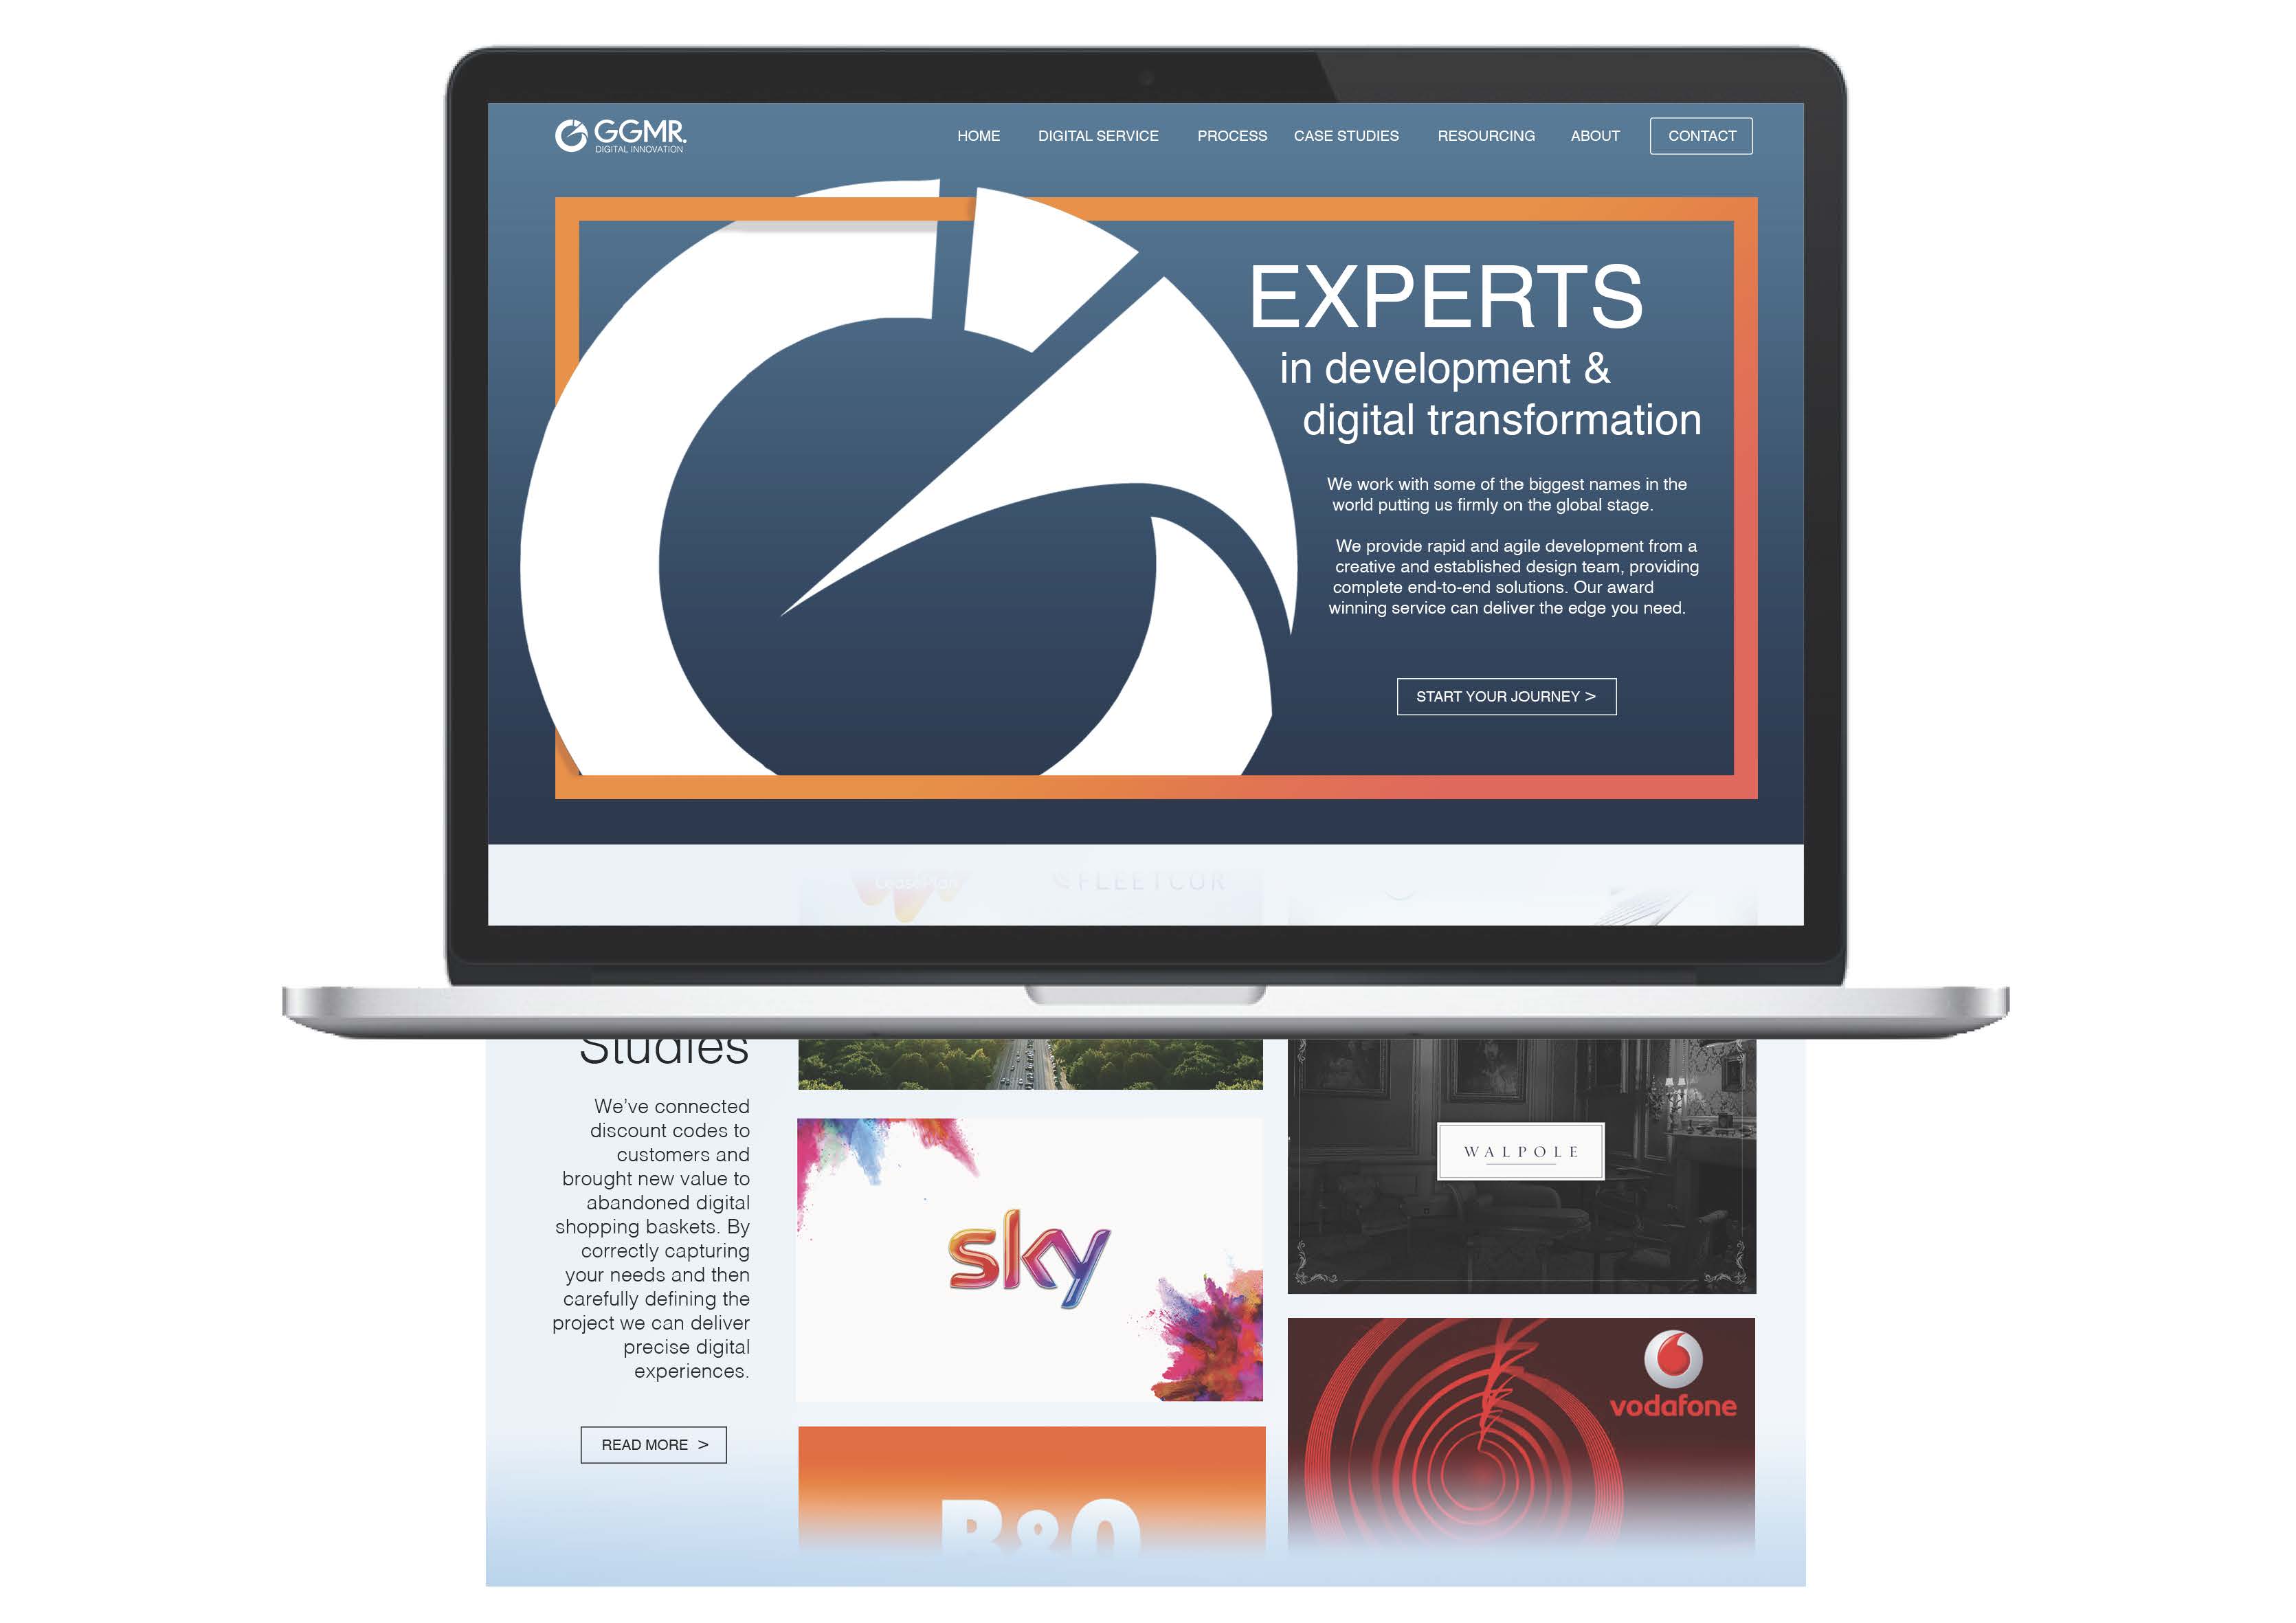 GGMR.
DIGITAL INNOVATION
HOME DIGITAL SERVICE PROCESS CASE STUDIES RESOURCING ABOUT CONTACT
EXPERTS
in development &
digital transformation
We work with some of the biggest names in the
world putting us firmly on the global stage.
We provide rapid and agile development from a
creative and established design team, providing
complete end-to-end solutions. Our award
winning service can deliver the edge you need.
START YOUR JOURNEY >
FLEETCOR
Studies
We've connected
discount codes to
customers and
brought new value to
abandoned digital
shopping baskets. By
correctly capturing
your needs and then
carefully defining the
project we can deliver
precise digital
experiences.
READ MORE >
sky
WALPOLE
vodafone